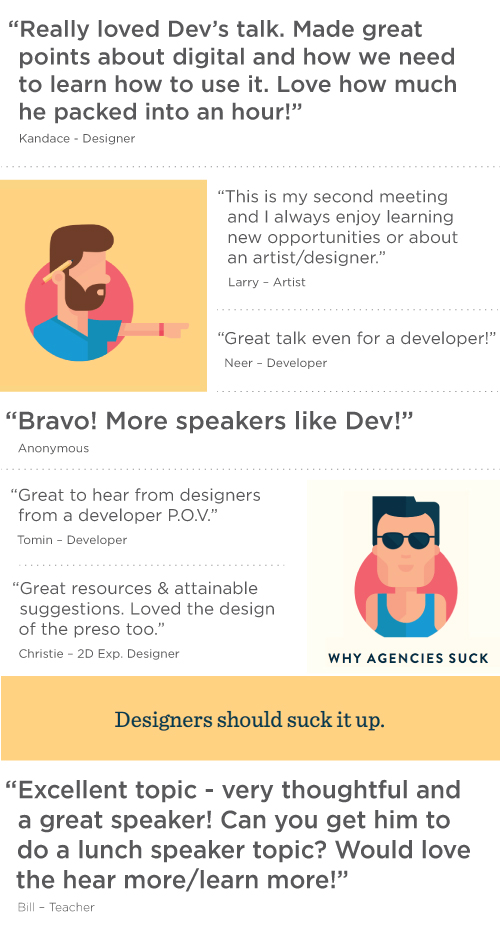 “Really loved Dev’s talk. Made great
points about digital and how we need
to learn how to use it. Love how much
he packed into an hour!”
Kandace - Designer
“This is my second meeting
and I always enjoy learning
new opportunities or about
an artist/designer.”
Larry – Artist
“Great talk even for a developer!”
Neer – Developer
“Bravo! More speakers like Dev!”
Anonymous
“Great to hear from designers
from a developer P.O.V.”
Tomin – Developer
“Great resources & attainable
suggestions. Loved the design
of the preso too.”
Christie – 2D Exp. Designer
WHY AGENCIES SUCK
Designers should suck it up.
“Excellent topic - very thoughtful and
a great speaker! Can you get him to
do a lunch speaker topic? Would love
the hear more/learn more!”
Bill – Teacher